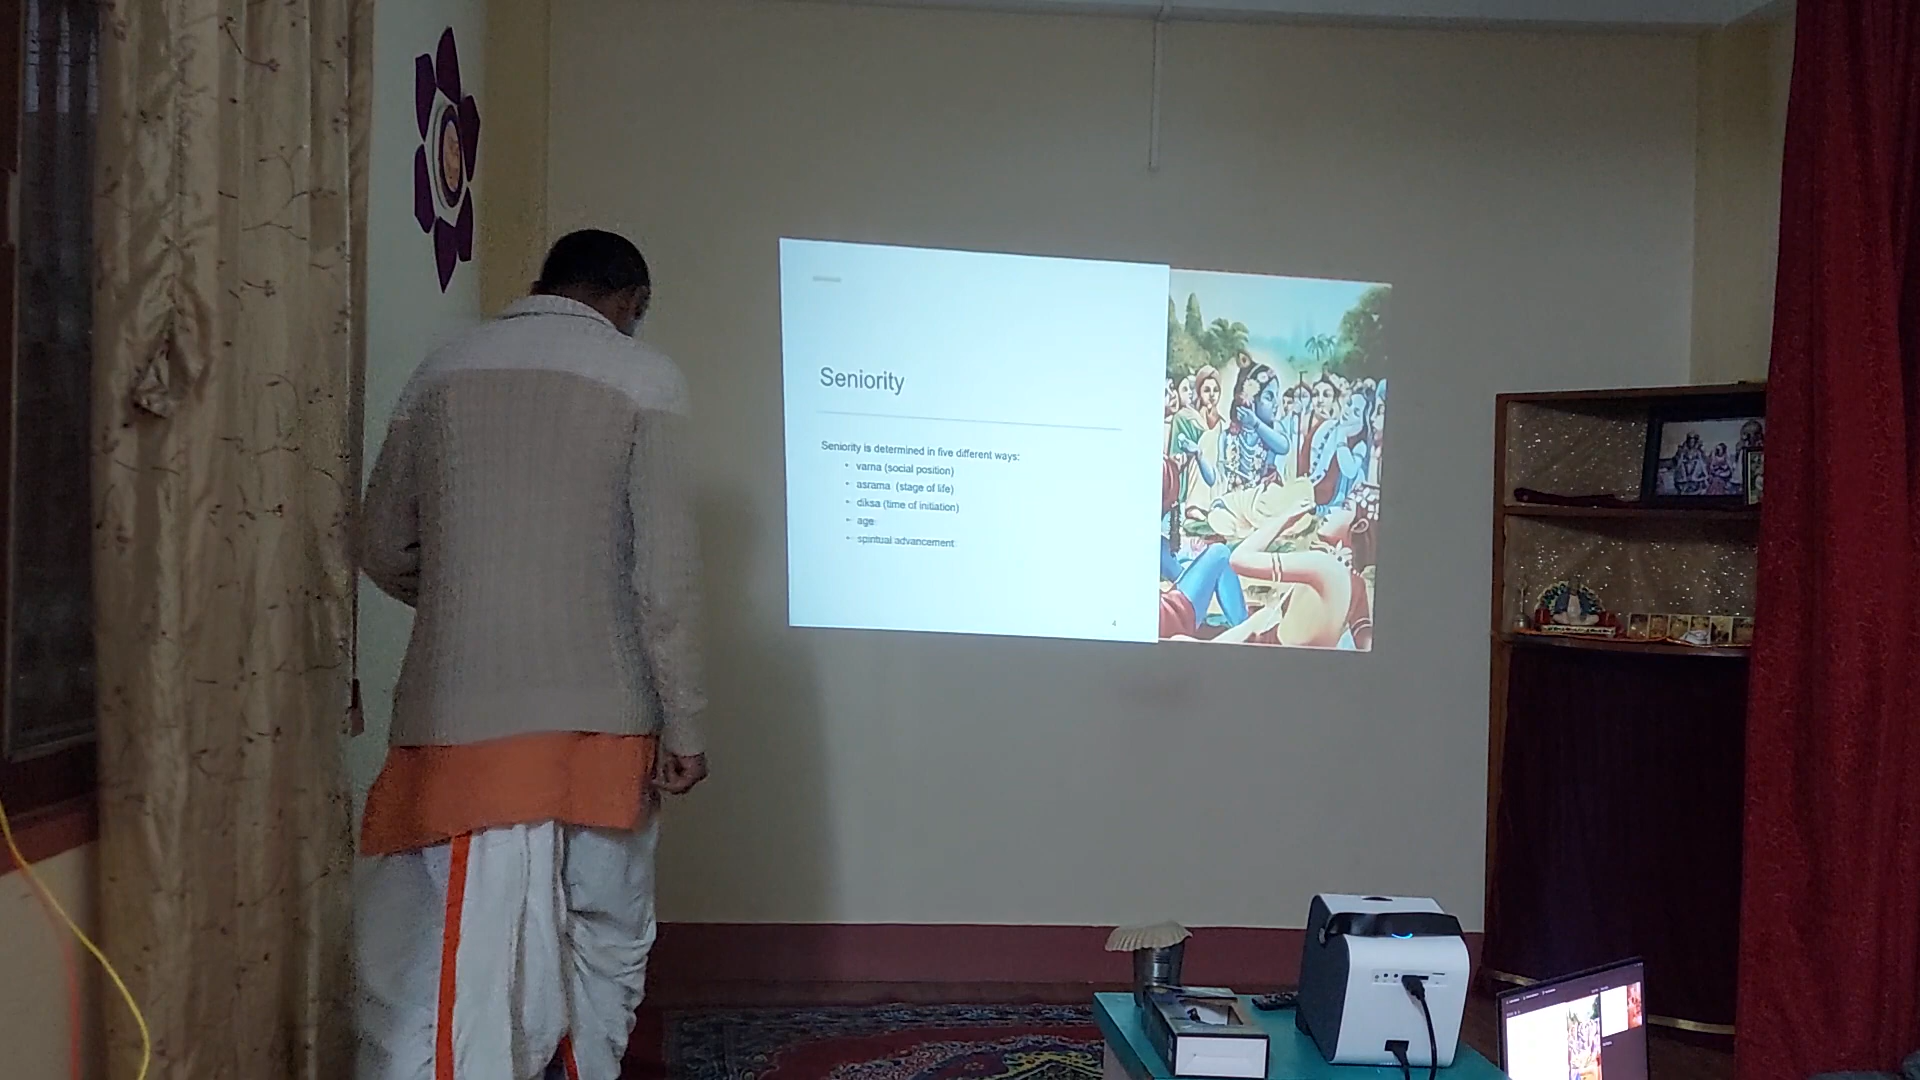 Seniority
Seniority is determined in five different ways:
- varna (social position)
- asrama (stage of life)
- diksa (time of initiation)
- age
- spiritual advancement
4